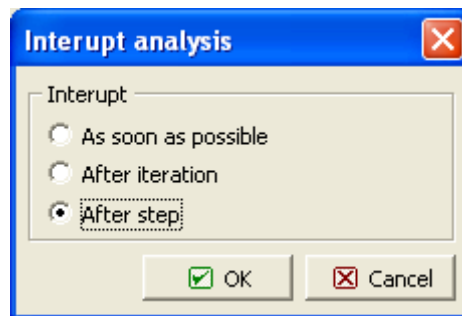 Interupt analysis
Interupt
As soon as possible
After iteration
After step
OK Cancel